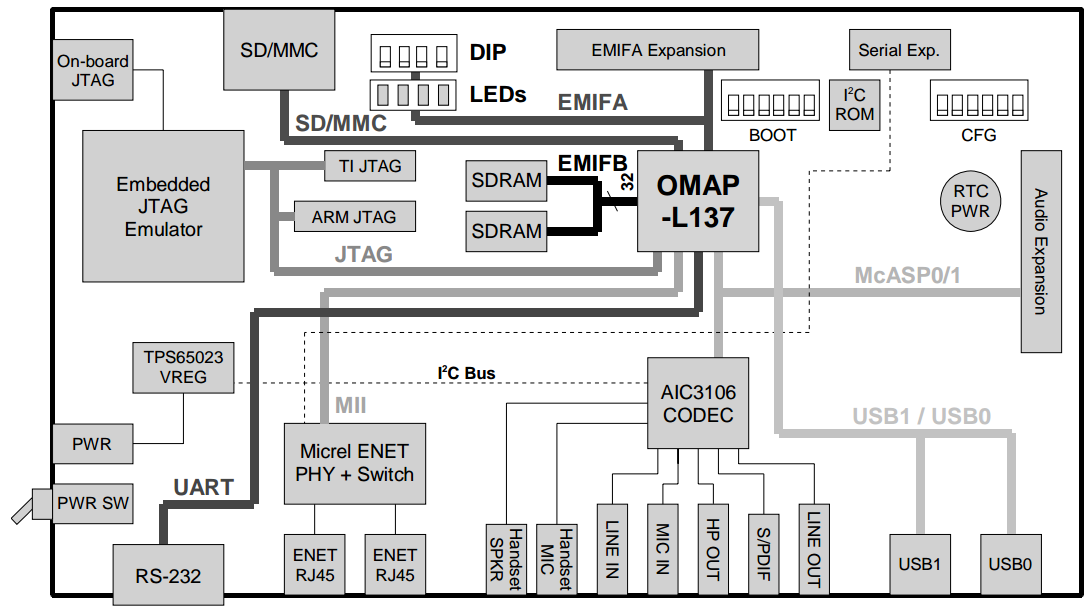 On-board
JTAG
SD/MMC
DIP
LEDs
EMIFA Expansion
Serial Exp.
EMIFA
BOOT
I²C
ROM
CFG
SD/MMC
Embedded
JTAG
Emulator
TI JTAG
ARM JTAG
JTAG
SDRAM
SDRAM
EMIFB
32
OMAP
-L137
RTC
PWR
Audio Expansion
McASP0/1
TPS65023
VREG
I²C Bus
MII
AIC3106
CODEC
USB1 / USB0
PWR
PWR SW
UART
Micrel ENET
PHY + Switch
RS-232
ENET
RJ45
ENET
RJ45
Handset
SPKR
Handset
MIC
LINE IN
MIC IN
HP OUT
S/PDIF
LINE OUT
USB1
USB0